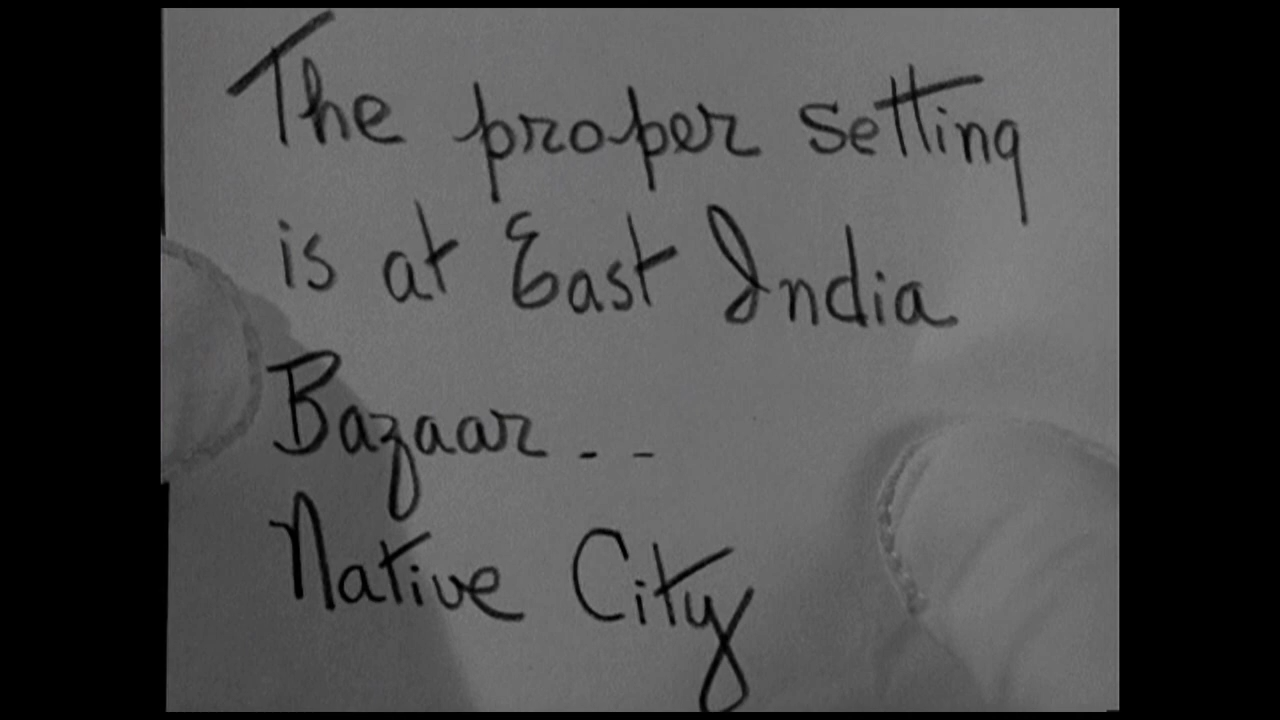 The proper setting
is at East India
Bazaar . .
Native City